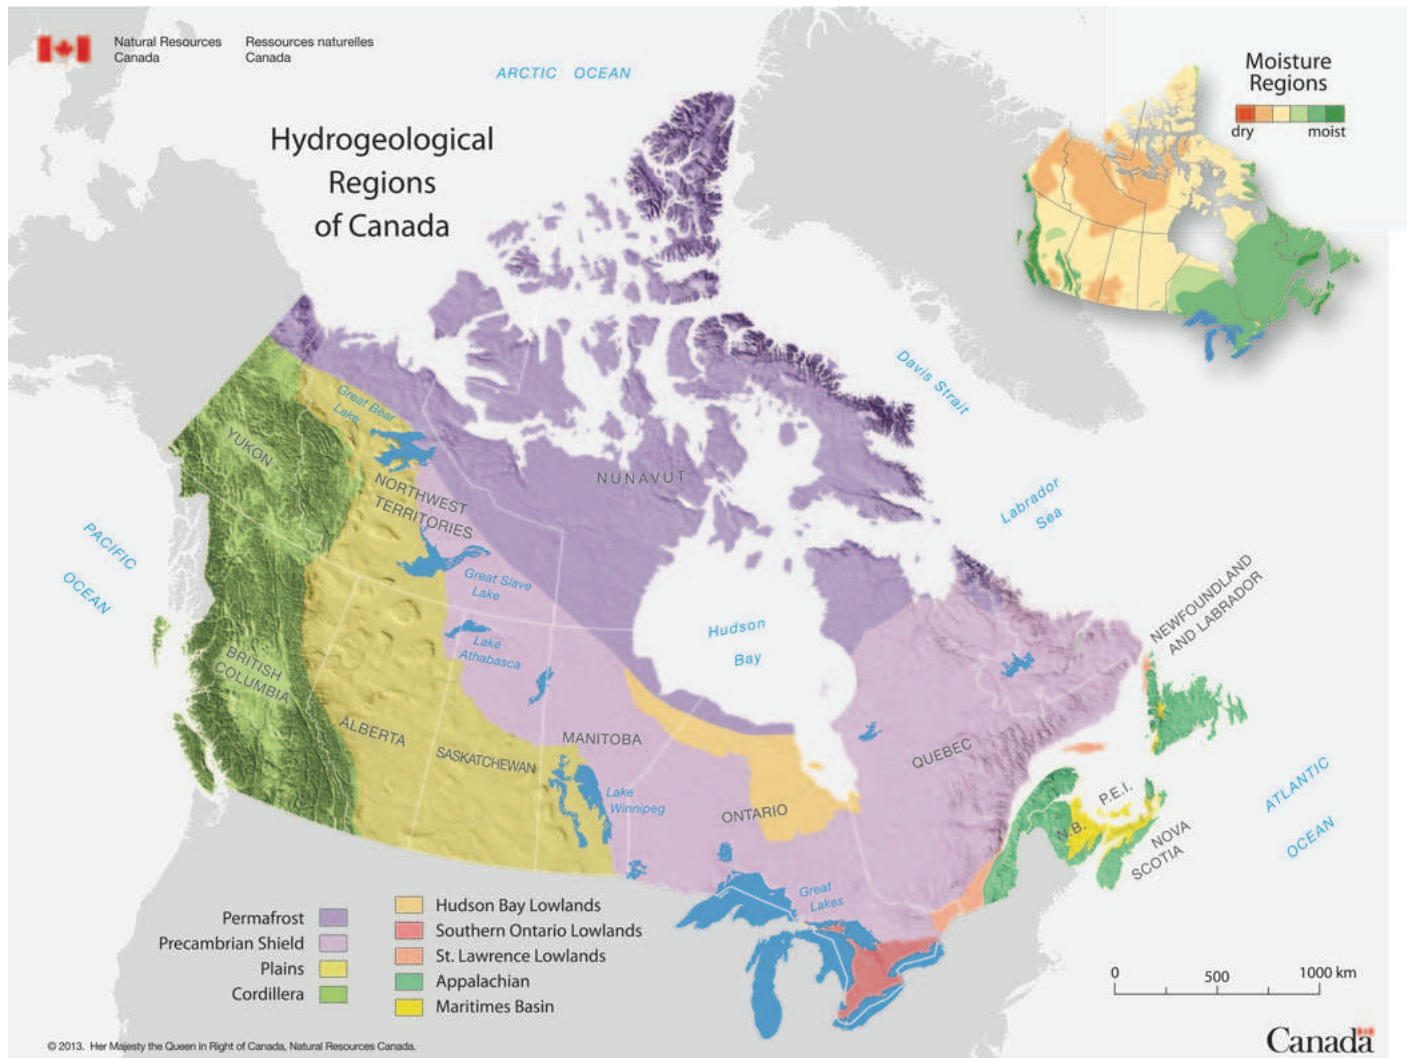 Natural Resources
Canada
Ressources naturelles
Canada
ARCTIC OCEAN
Moisture
Regions
dry
moist
Hydrogeological
Regions
of Canada
Davis Strait
Great Bear
Lake
YUKON
NUNAVUT
NORTHWEST
TERRITORIES
Labrador
Sea
PACIFIC
OCEAN
Great Slave
Lake
NEWFOUNDLAND
AND LABRADOR
Hudson
Bay
Lake
Athabasca
BRITISH
COLUMBIA
ALBERTA
SASKATCHEWAN
MANITOBA
QUEBEC
Lake
Winnipeg
ONTARIO
P.E.I.
N.B.
NOVA
SCOTIA
ATLANTIC
OCEAN
Great
Lakes
Permafrost
Precambrian Shield
Plains
Cordillera
Hudson Bay Lowlands
Southern Ontario Lowlands
St. Lawrence Lowlands
Appalachian
Maritimes Basin
0 500 1000 km
© 2013. Her Majesty the Queen in Right of Canada, Natural Resources Canada.
Canada